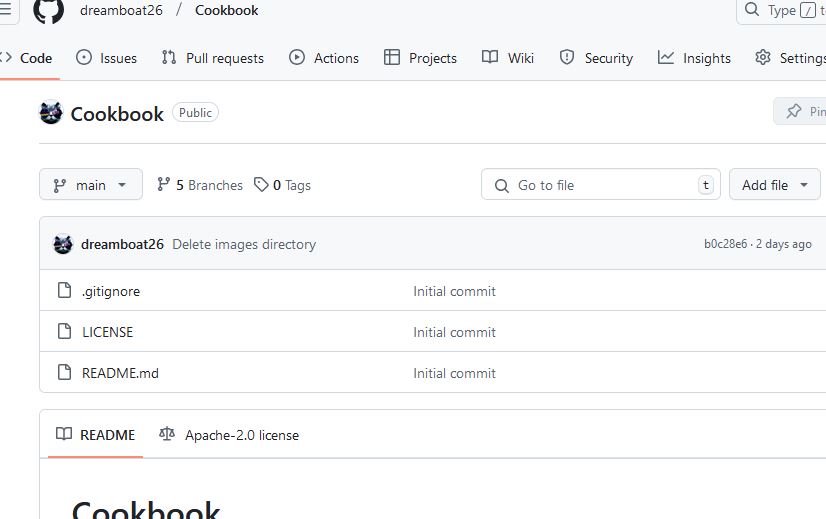 dreamboat26 / Cookbook
Type / t
Code Issues Pull requests Actions Projects Wiki Security Insights Settings
Cookbook Public
Pin
main 5 Branches 0 Tags Go to file t Add file
dreamboat26 Delete images directory b0c28e6 · 2 days ago
.gitignore Initial commit
LICENSE Initial commit
README.md Initial commit
README Apache-2.0 license
Cookbook